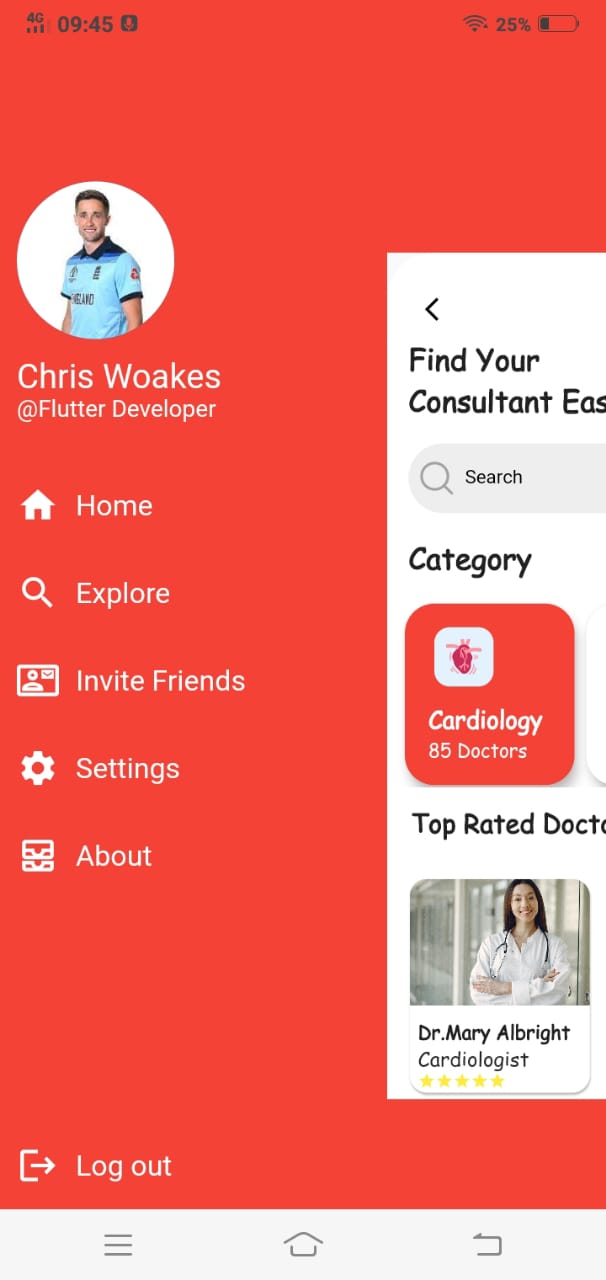 4G 09:45 25%
ENGLAND
Chris Woakes
@Flutter Developer
Home
Explore
Invite Friends
Settings
About
Log out
Find Your
Consultant Eas
Search
Category
Cardiology
85 Doctors
Top Rated Docto
Dr.Mary Albright
Cardiologist